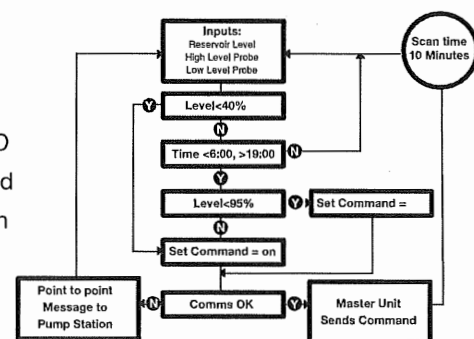 Inputs:
Reservoir Level
High Level Probe
Low Level Probe
Scan time
10 Minutes
Level<40%
Y
N
Time <6:00, >19:00
N
Y
Level<95%
Y
Set Command =
N
Set Command = on
Point to point
Message to
Pump Station
N
Comms OK
Y
Master Unit
Sends Command
O
d
n